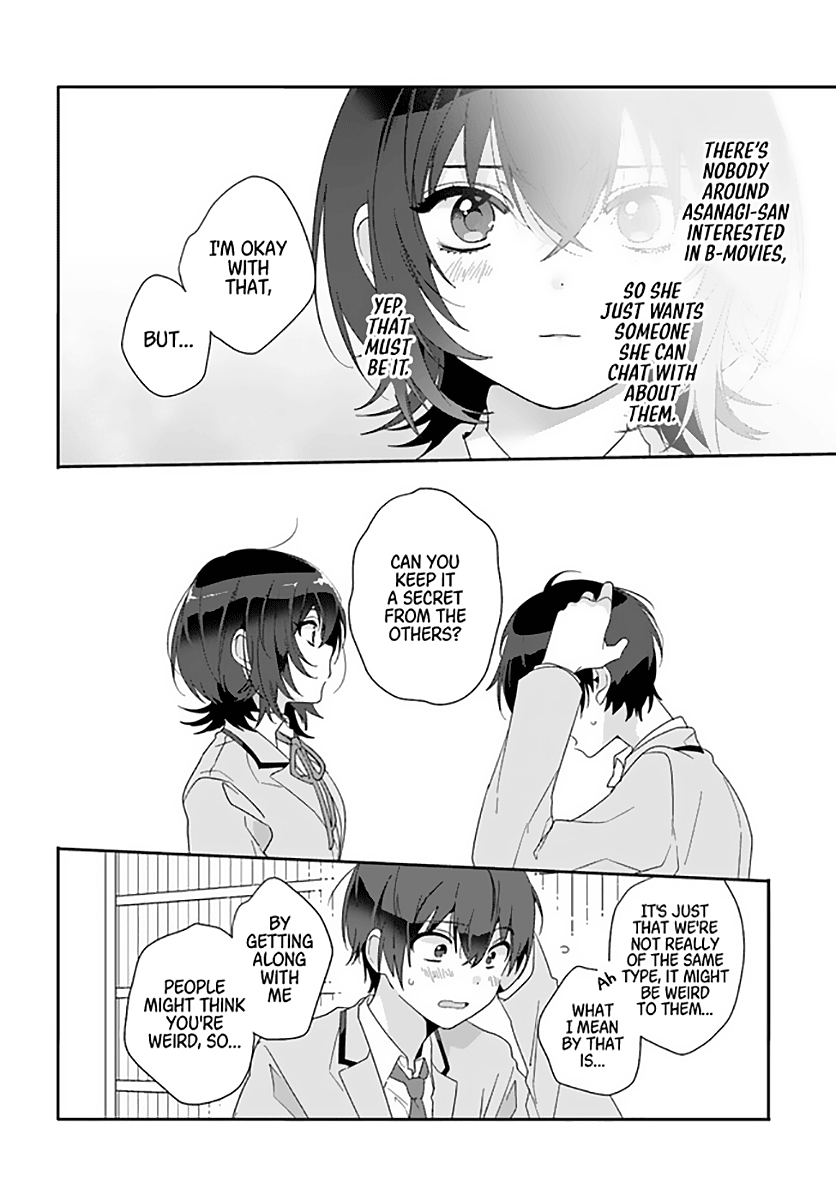 THERE'S
NOBODY
AROUND
ASANAGI-SAN
INTERESTED
IN B-MOVIES,
SO SHE
JUST WANTS
SOMEONE
SHE CAN
CHAT WITH
ABOUT
THEM.
YEP,
THAT
MUST
BE IT.
I'M OKAY
WITH
THAT,
BUT...
CAN YOU
KEEP IT
A SECRET
FROM THE
OTHERS?
IT'S JUST
THAT WE'RE
NOT REALLY
OF THE SAME
TYPE, IT MIGHT
BE WEIRD
TO THEM...
Ah
WHAT
I MEAN
BY THAT
IS...
BY
GETTING
ALONG
WITH ME
PEOPLE
MIGHT THINK
YOU'RE
WEIRD, SO...